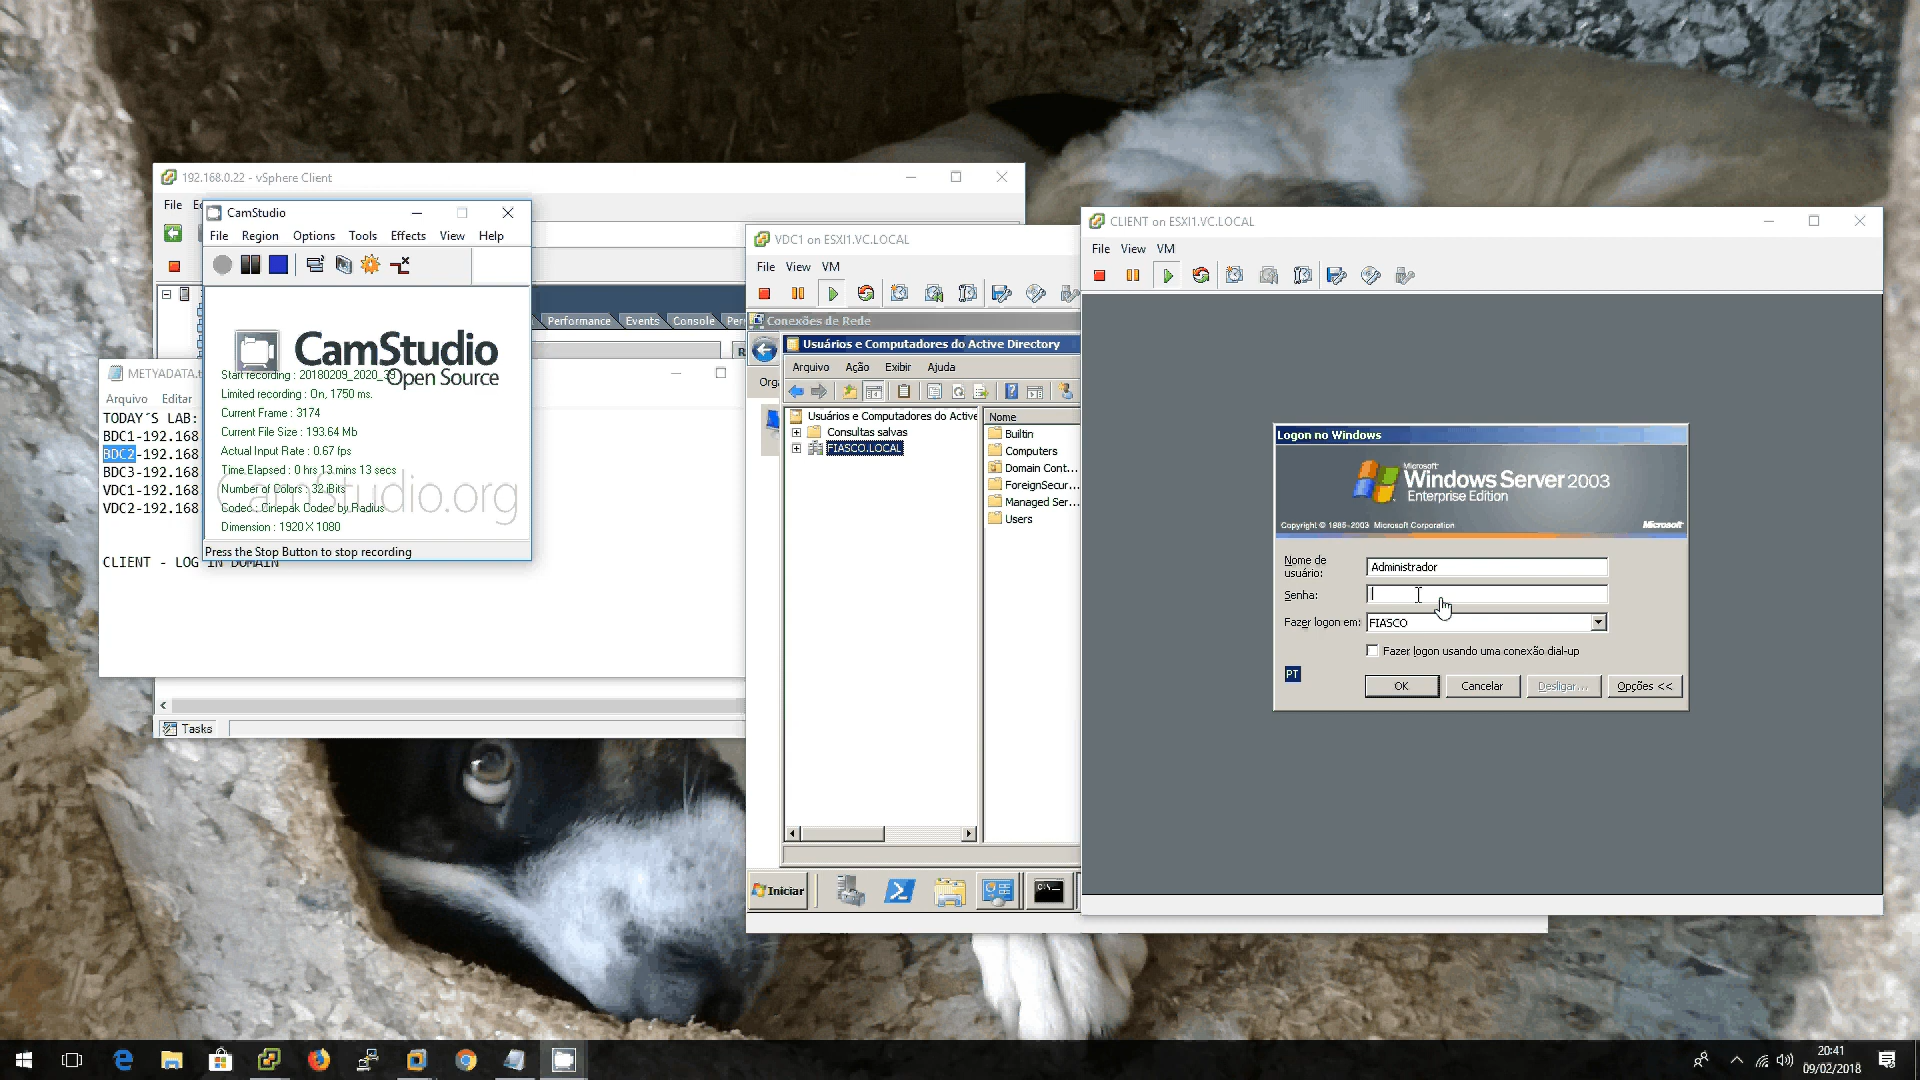 192.168.0.22 - vSphere Client
File
CamStudio
File Region Options Tools Effects View Help
Performance Events Console
CamStudio
Open Source
Start recording : 20180209_2020_39
Limited recording : On, 1750 ms.
Current Frame : 3174
Current File Size : 193.64 Mb
Actual Input Rate : 0.67 fps
Time Elapsed : 0 hrs 13 mins 13 secs
Number of Colors : 32 iBits
Codec : Cinepak Codec by Radius
Dimension : 1920 X 1080
CamStudio.org
Press the Stop Button to stop recording
METYADATA.t
Arquivo Editar
TODAY´S LAB:
BDC1-192.168
BDC2-192.168
BDC3-192.168
VDC1-192.168
VDC2-192.168
CLIENT - LOG IN DOMAIN
Tasks
VDC1 on ESXI1.VC.LOCAL
File View VM
Conexões de Rede
Orga
Usuários e Computadores do Active Directory
Arquivo Ação Exibir Ajuda
Usuários e Computadores do Active
Consultas salvas
FIASCO.LOCAL
Nome
Builtin
Computers
Domain Cont...
ForeignSecur...
Managed Ser...
Users
Iniciar
CLIENT on ESXI1.VC.LOCAL
File View VM
Logon no Windows
Microsoft
Windows Server 2003
Enterprise Edition
Copyright © 1985-2003 Microsoft Corporation
Microsoft
Nome de usuário: Administrador
Senha:
Fazer logon em: FIASCO
Fazer logon usando uma conexão dial-up
PT
OK Cancelar Desligar... Opções <<
20:41
09/02/2018